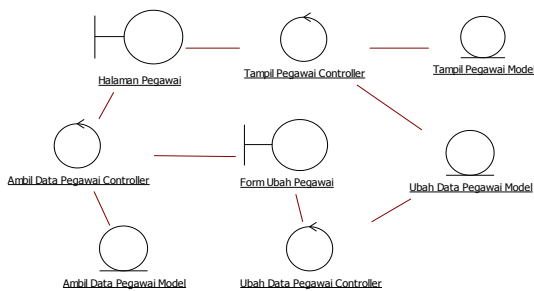 Halaman Pegawai
Tampil Pegawai Controller
Tampil Pegawai Model
Ambil Data Pegawai Controller
Form Ubah Pegawai
Ubah Data Pegawai Model
Ambil Data Pegawai Model
Ubah Data Pegawai Controller